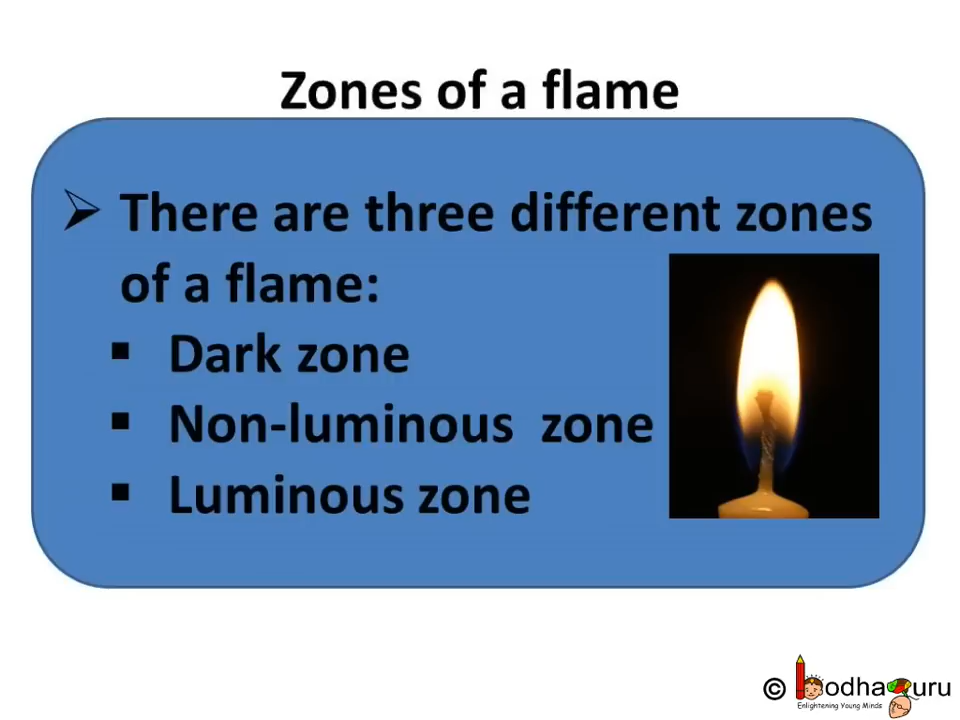 Zones of a flame
➢ There are three different zones
of a flame:
▪ Dark zone
▪ Non-luminous zone
▪ Luminous zone
© bodhaguru
Enlightening Young Minds